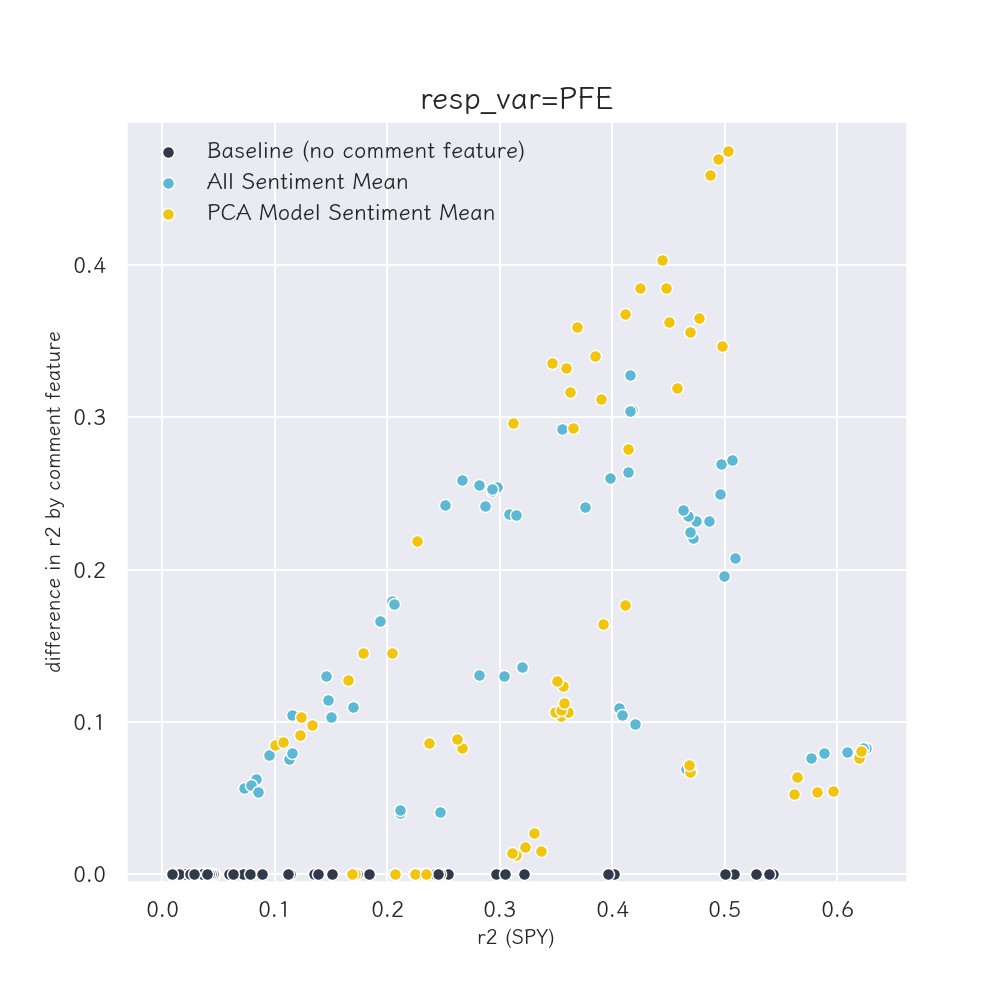 resp_var=PFE
Baseline (no comment feature)
All Sentiment Mean
PCA Model Sentiment Mean
difference in r2 by comment feature
0.4
0.3
0.2
0.1
0.0
0.0 0.1 0.2 0.3 0.4 0.5 0.6
r2 (SPY)